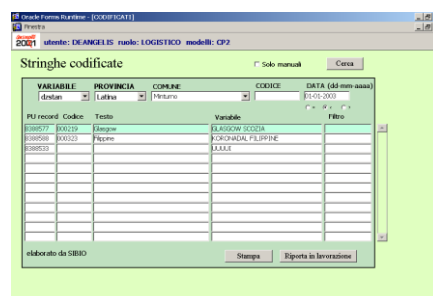 Oracle Forms Runtime - [CODIFICATI]
Finestra
2001 utente: DEANGELIS ruolo: LOGISTICO modelli: CP2
Stringhe codificate
Solo manuali
Cerca
VARIABILE PROVINCIA COMUNE CODICE DATA (dd-mm-aaaa)
dzstan Latina Minturno 01-01-2003
PU record Codice Testo Variabile Filtro
8388577 000219 Glasgow GLASGOW SCOZIA
8388588 000323 Filippine KORONADAL FILIPPINE
8388533 UUUUI
elaborato da SIBIO
Stampa Riporta in lavorazione